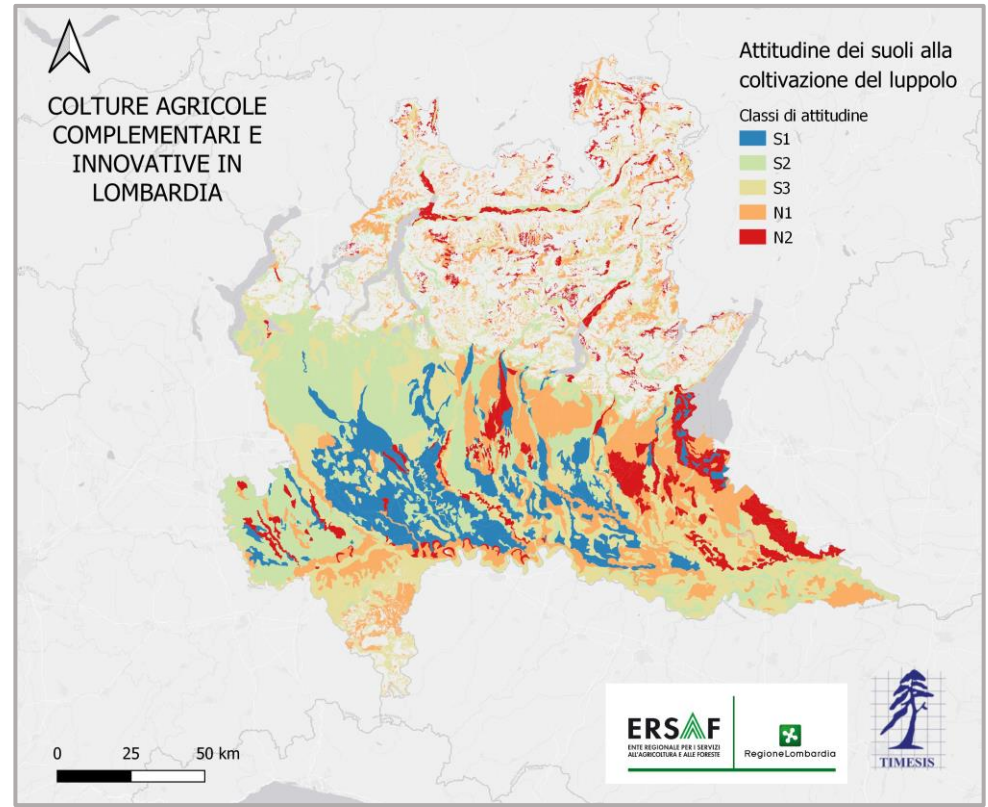 COLTURE AGRICOLE
COMPLEMENTARI E
INNOVATIVE IN
LOMBARDIA
Attitudine dei suoli alla
coltivazione del luppolo
Classi di attitudine
S1
S2
S3
N1
N2
0 25 50 km
ERSAF
ENTE REGIONALE PER I SERVIZI
ALL'AGRICOLTURA E ALLE FORESTE
RegioneLombardia
TIMESIS